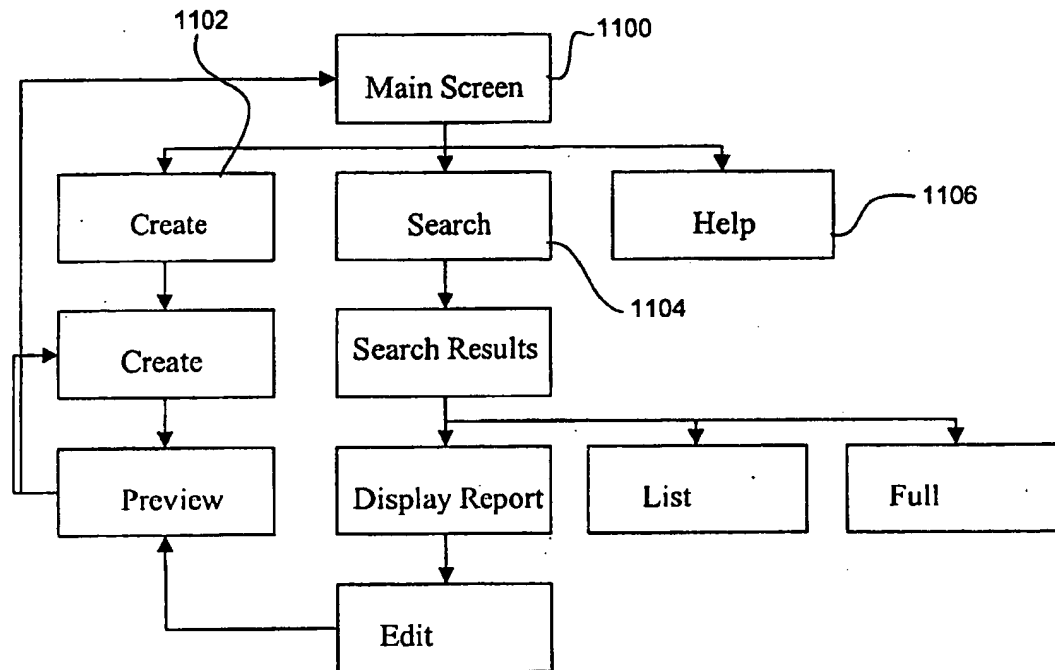 1102
1100
Main Screen
Create
Search
Help
1106
1104
Create
Search Results
Preview
Display Report
List
Full
Edit